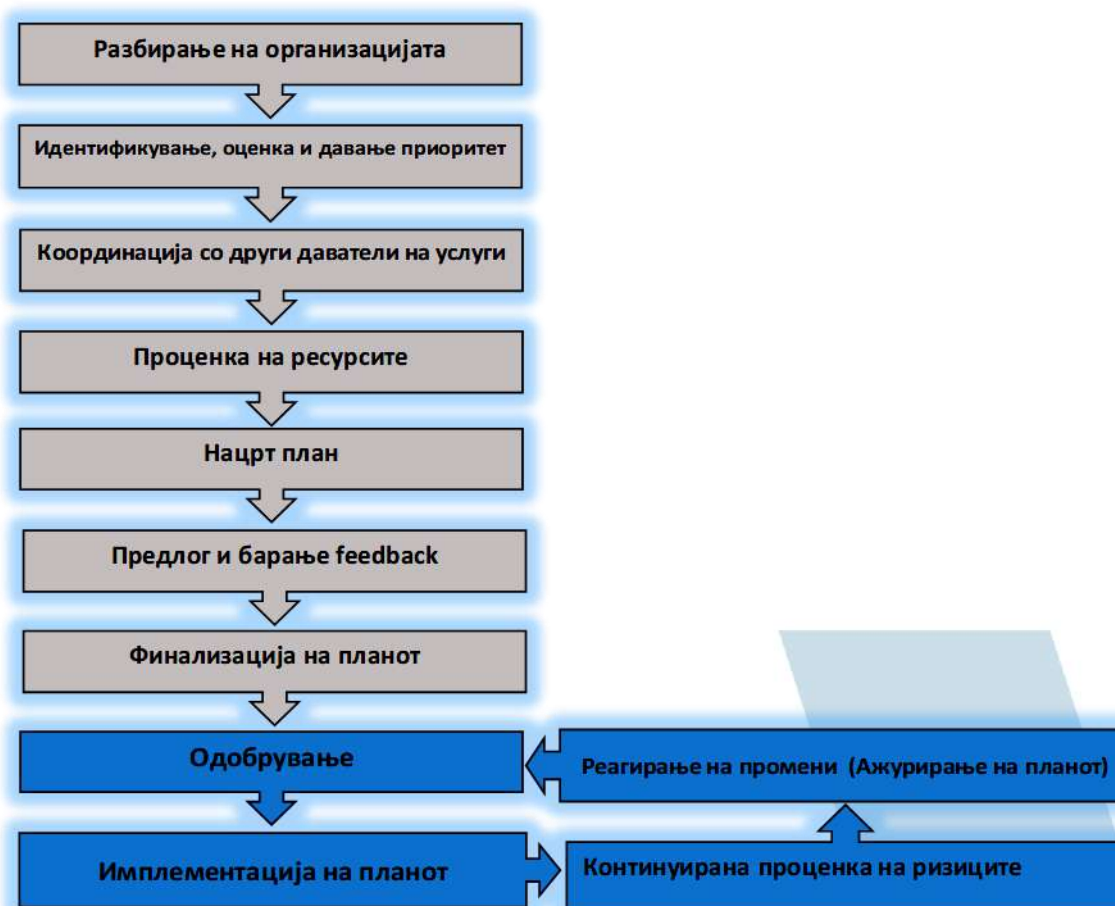 Разбирање на организацијата
Идентификување, оценка и давање приоритет
Координација со други даватели на услуги
Проценка на ресурсите
Нацрт план
Предлог и барање feedback
Финализација на планот
Одобрување
Реагирање на промени (Ажурирање на планот)
Имплементација на планот
Континуирана проценка на ризиците